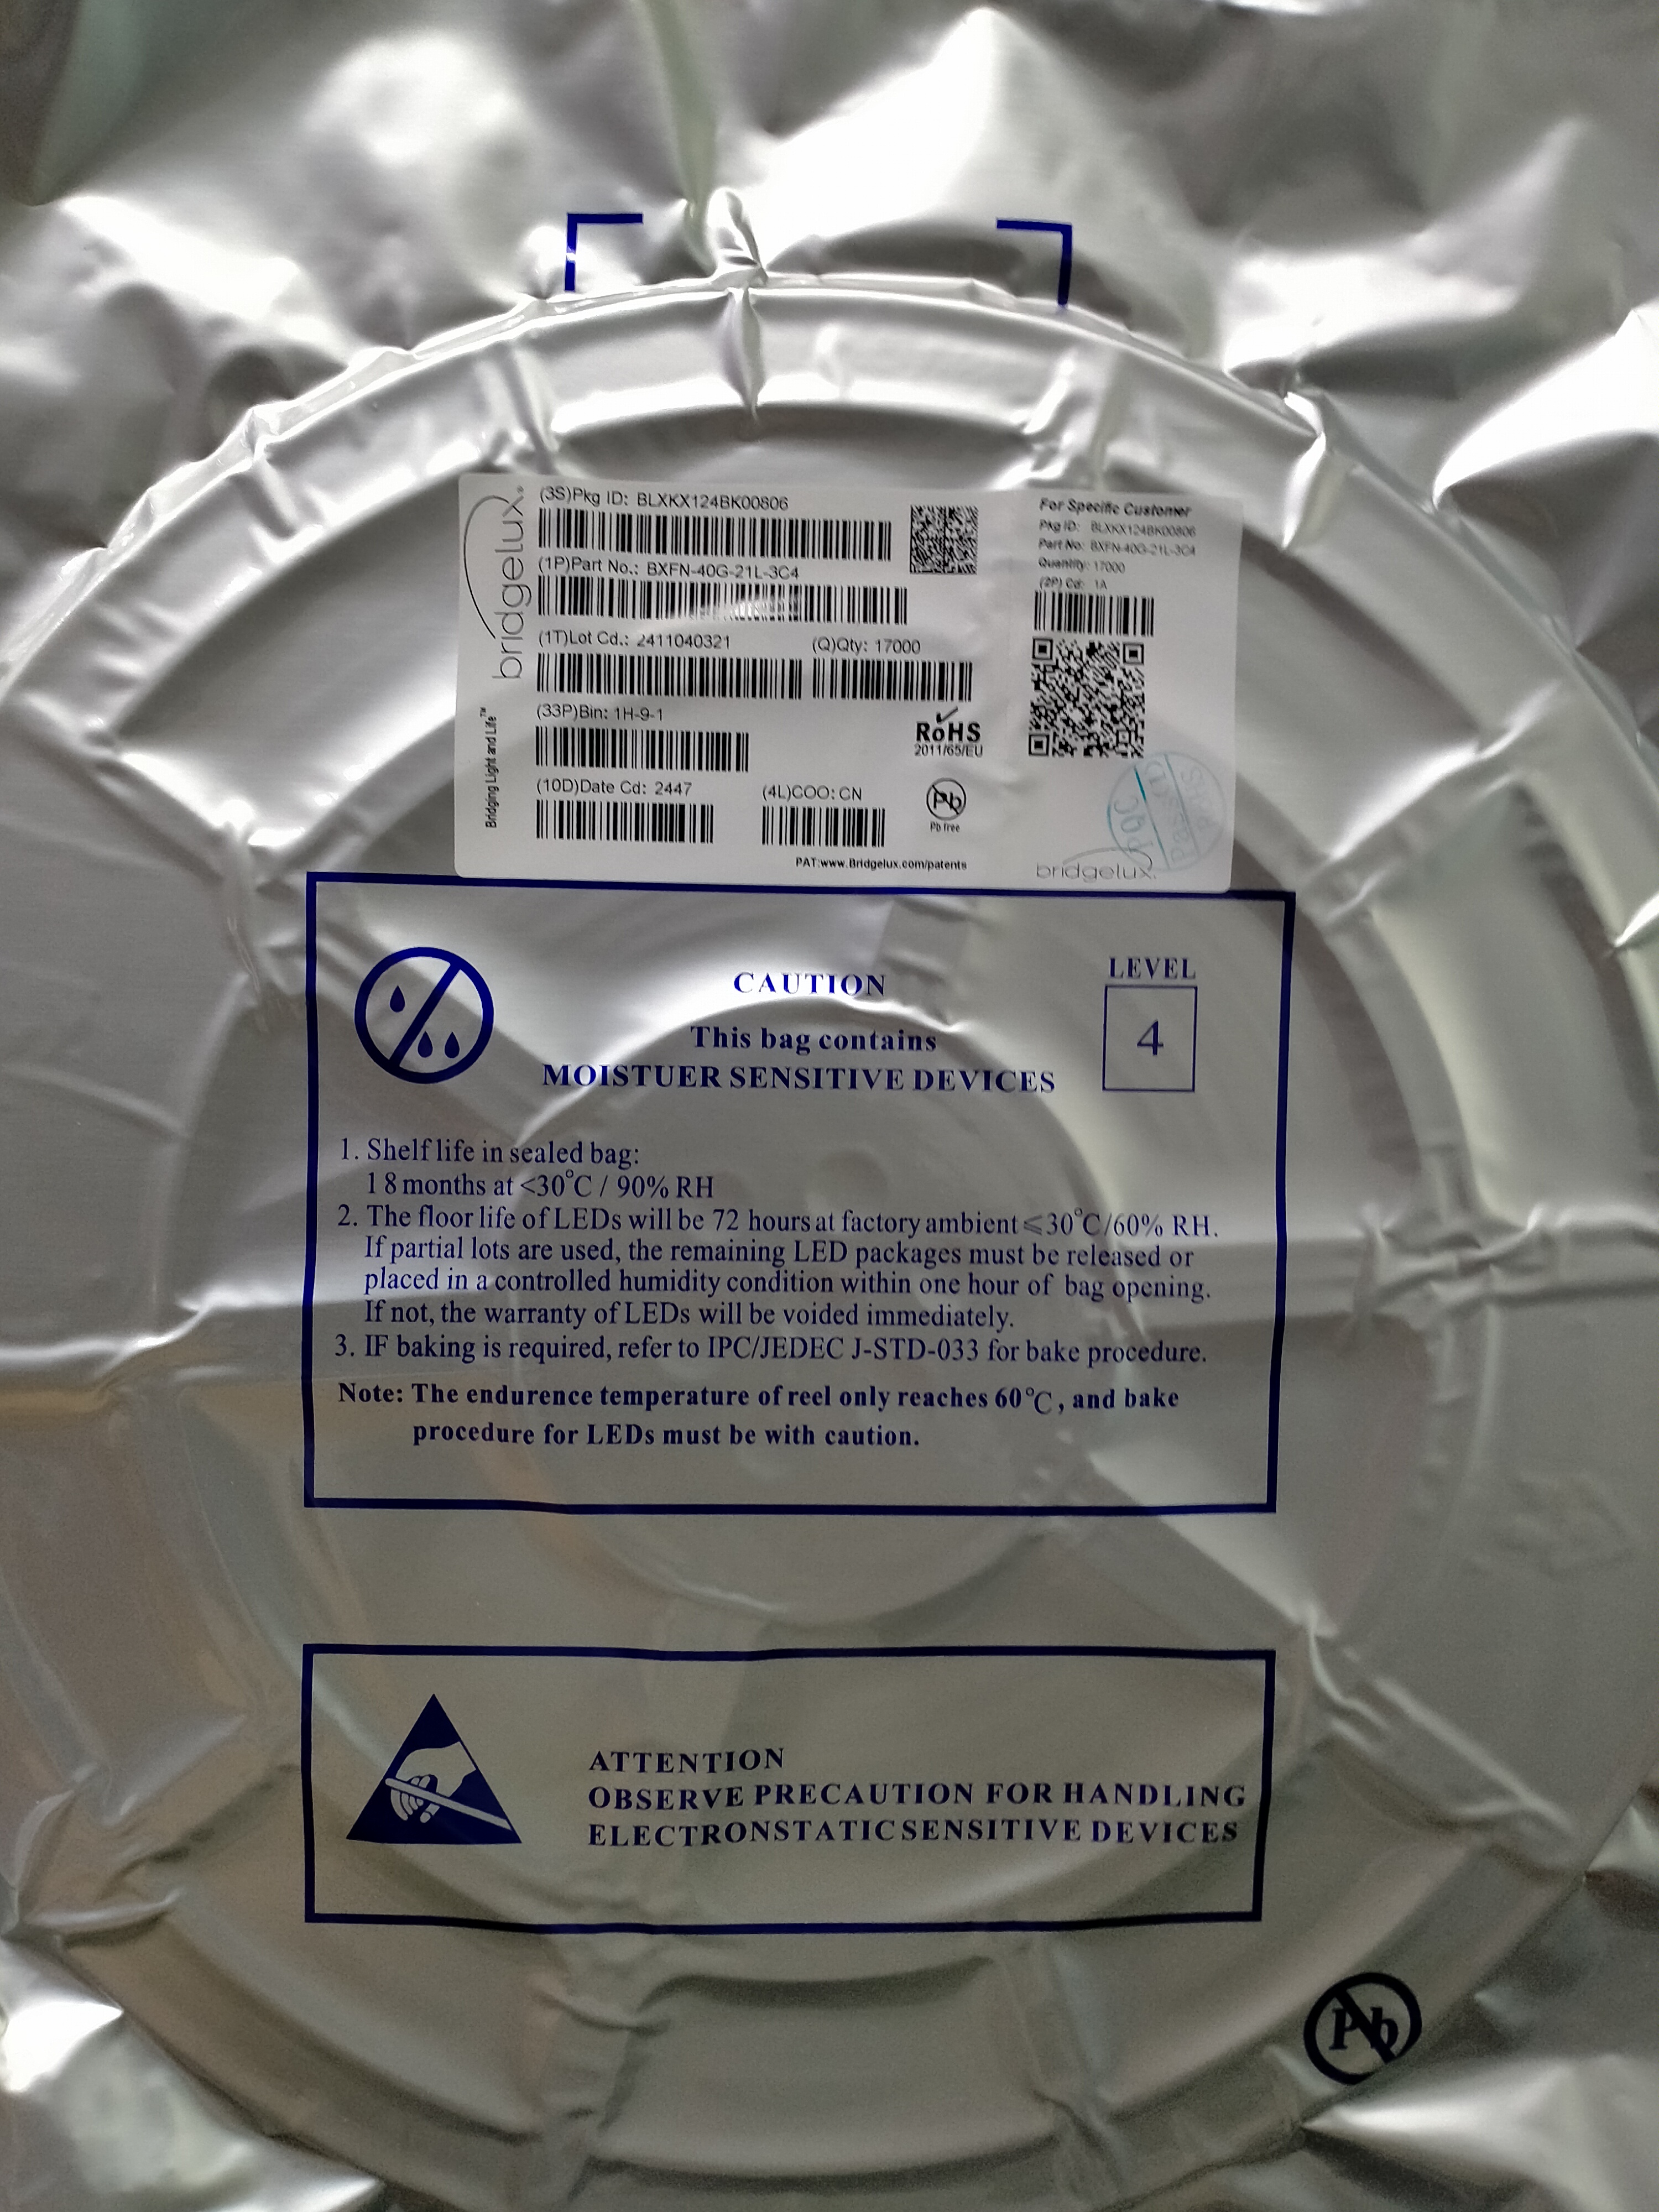 bridgelux.
Bridging Light and Life™
(3S)Pkg ID: BLXKX124BK00806
(1P)Part No.: BXFN-40G-21L-3C4
(1T)Lot Cd.: 2411040321
(Q)Qty: 17000
(33P)Bin: 1H-9-1
RoHS
2011/65/EU
(10D)Date Cd: 2447
(4L)COO: CN
Pb
Pb free
PAT:www.Bridgelux.com/patents
For Specific Customer
Pkg ID: BLXKX124BK00806
Part No: BXFN-40G-21L-3C4
Quantity: 17000
(2P) Cd: 1A
PQC
bridgelux.
CAUTION
LEVEL
4
This bag contains
MOISTUER SENSITIVE DEVICES
1. Shelf life in sealed bag:
18 months at <30°C / 90% RH
2. The floor life of LEDs will be 72 hours at factory ambient ⩽30°C/60% RH.
If partial lots are used, the remaining LED packages must be released or
placed in a controlled humidity condition within one hour of bag opening.
If not, the warranty of LEDs will be voided immediately.
3. IF baking is required, refer to IPC/JEDEC J-STD-033 for bake procedure.
Note: The endurence temperature of reel only reaches 60°C, and bake
procedure for LEDs must be with caution.
ATTENTION
OBSERVE PRECAUTION FOR HANDLING
ELECTRONSTATIC SENSITIVE DEVICES
Pb